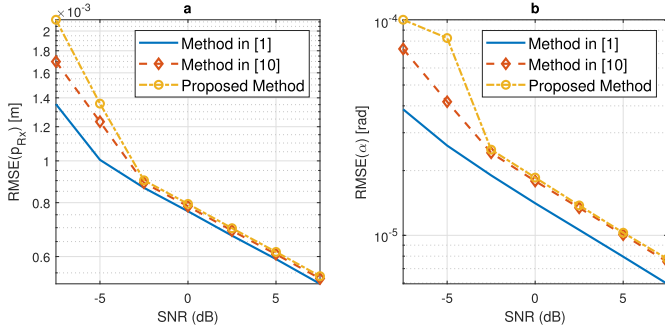 ×10⁻³
a
2
1.8
1.6
1.4
1.2
1
0.8
0.6
RMSE(p_Rx) [m]
Method in [1]
Method in [10]
Proposed Method
-5
0
5
SNR (dB)
b
10⁻⁴
10⁻⁵
RMSE(α) [rad]
Method in [1]
Method in [10]
Proposed Method
-5
0
5
SNR (dB)